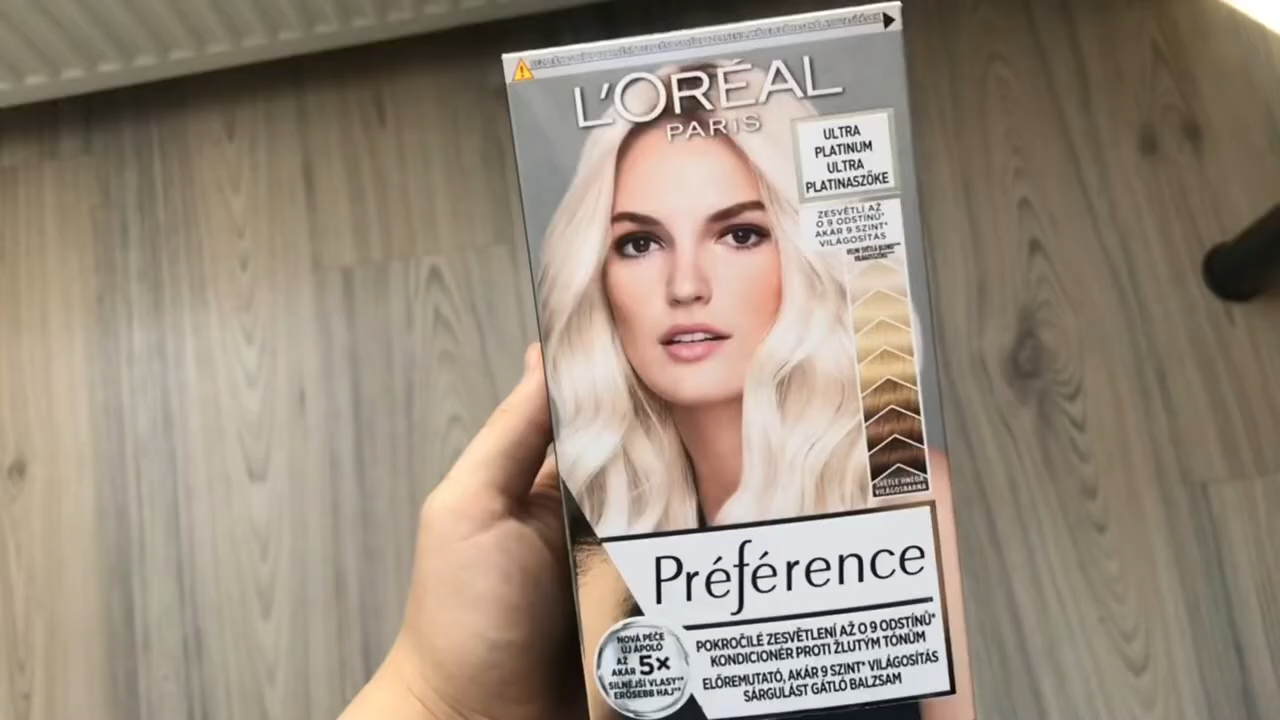 L'ORÉAL
PARIS
ULTRA
PLATINUM
ULTRA
PLATINASZŐKE
ZESVĚTLÍ AŽ
O 9 ODSTÍNŮ*
AKÁR 9 SZINT*
VILÁGOSÍTÁS
SVĚTLE HNĚDÁ
VILÁGOSBARNA
Préférence
NOVÁ PÉČE
ÚJ ÁPOLÓ
AŽ
AKÁR 5×
SILNĚJŠÍ VLASY**
ERŐSEBB HAJ**
POKROČILÉ ZESVĚTLENÍ AŽ O 9 ODSTÍNŮ*
KONDICIONÉR PROTI ŽLUTÝM TÓNŮM
ELŐREMUTATÓ, AKÁR 9 SZINT* VILÁGOSÍTÁS
SÁRGULÁST GÁTLÓ BALZSAM